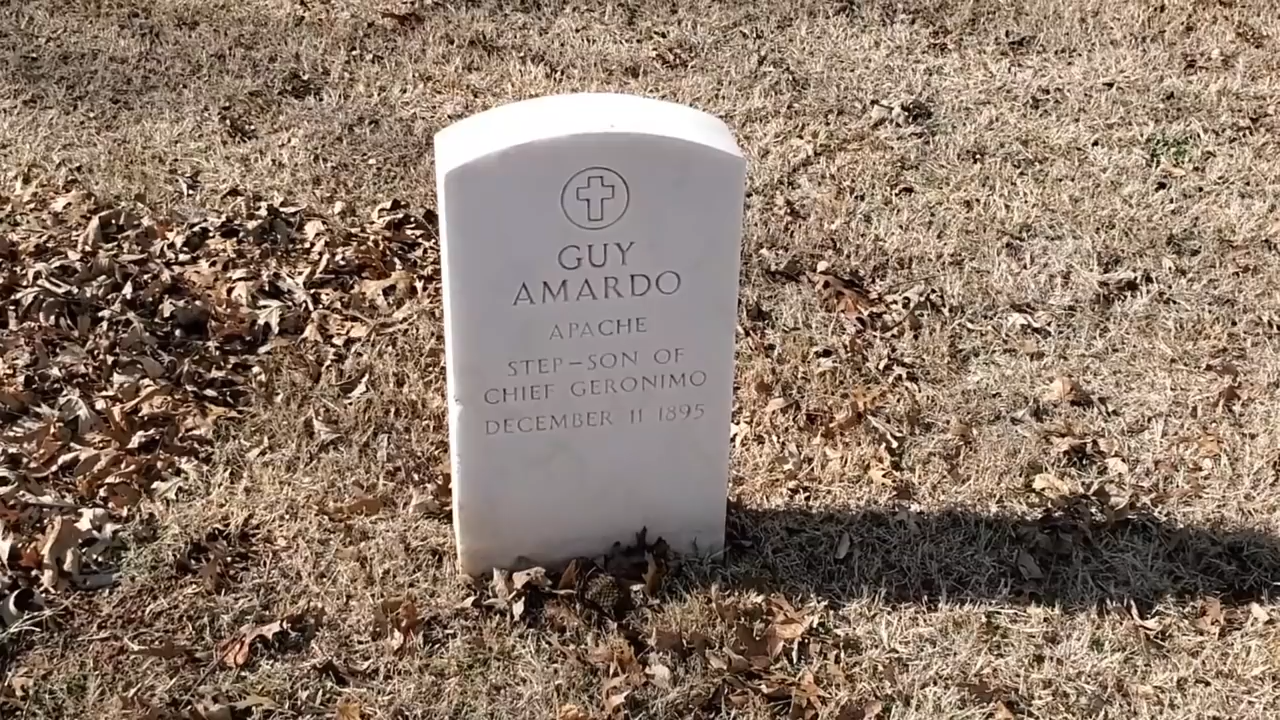 GUY
AMARDO
APACHE
STEP-SON OF
CHIEF GERONIMO
DECEMBER 11 1895